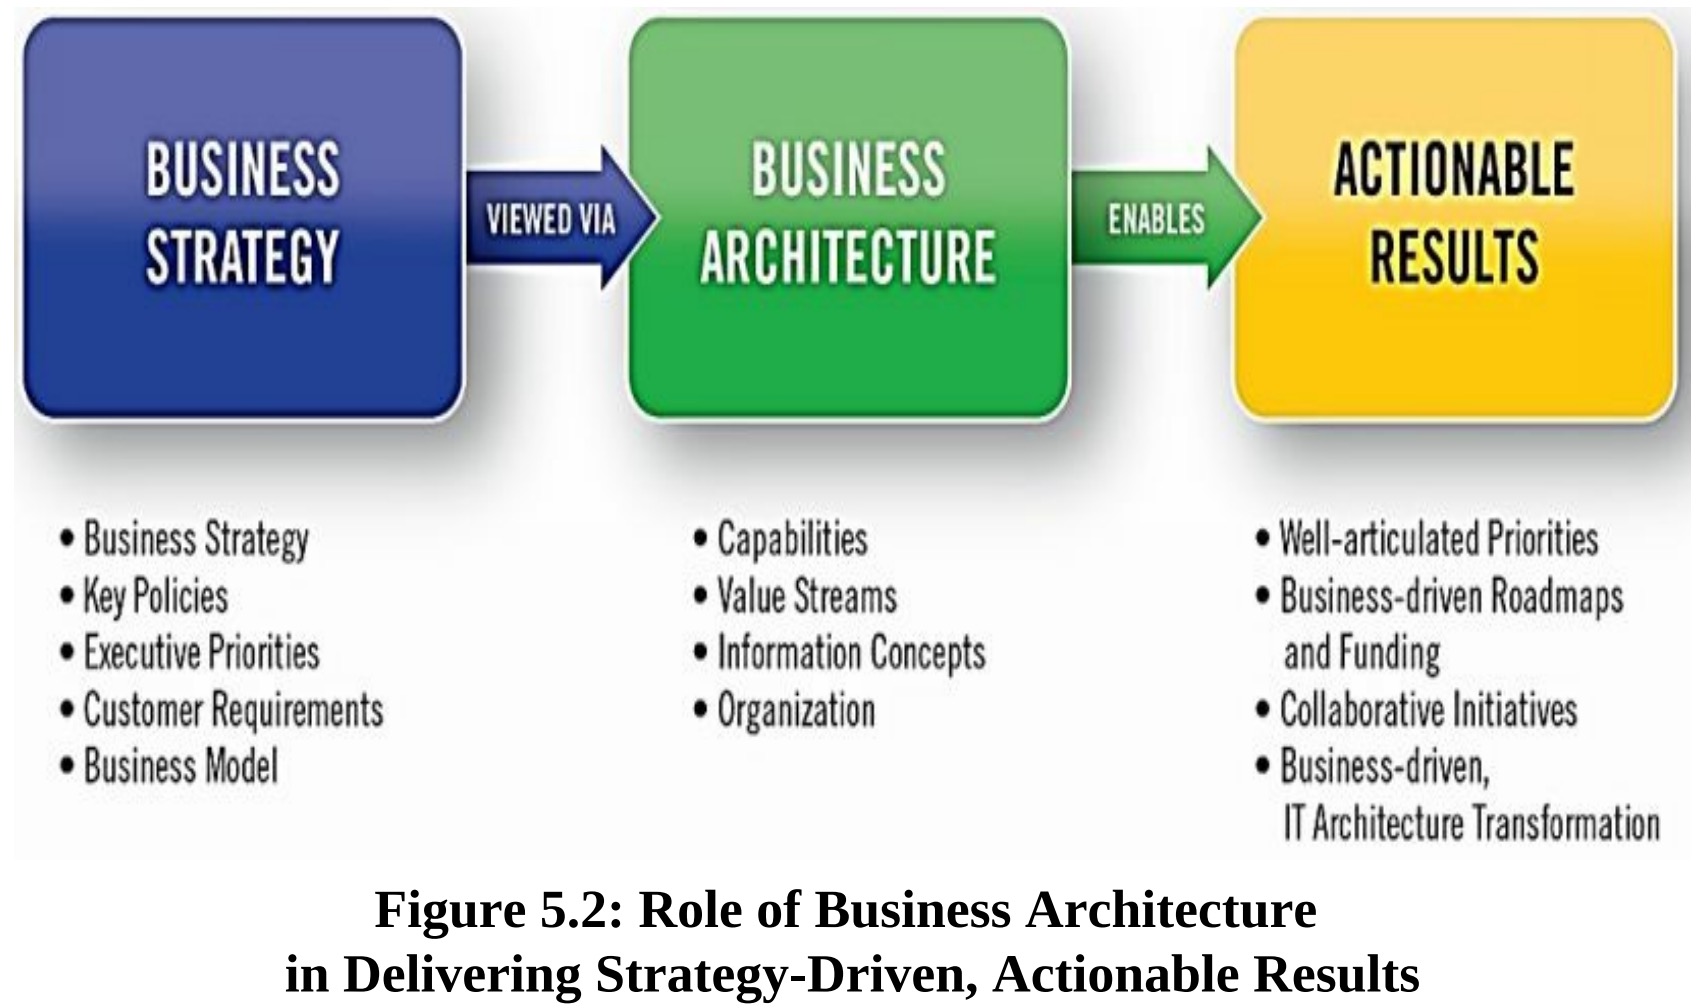 BUSINESS
STRATEGY
VIEWED VIA
BUSINESS
ARCHITECTURE
ENABLES
ACTIONABLE
RESULTS
• Business Strategy
• Key Policies
• Executive Priorities
• Customer Requirements
• Business Model
• Capabilities
• Value Streams
• Information Concepts
• Organization
• Well-articulated Priorities
• Business-driven Roadmaps
and Funding
• Collaborative Initiatives
• Business-driven,
IT Architecture Transformation
Figure 5.2: Role of Business Architecture
in Delivering Strategy-Driven, Actionable Results